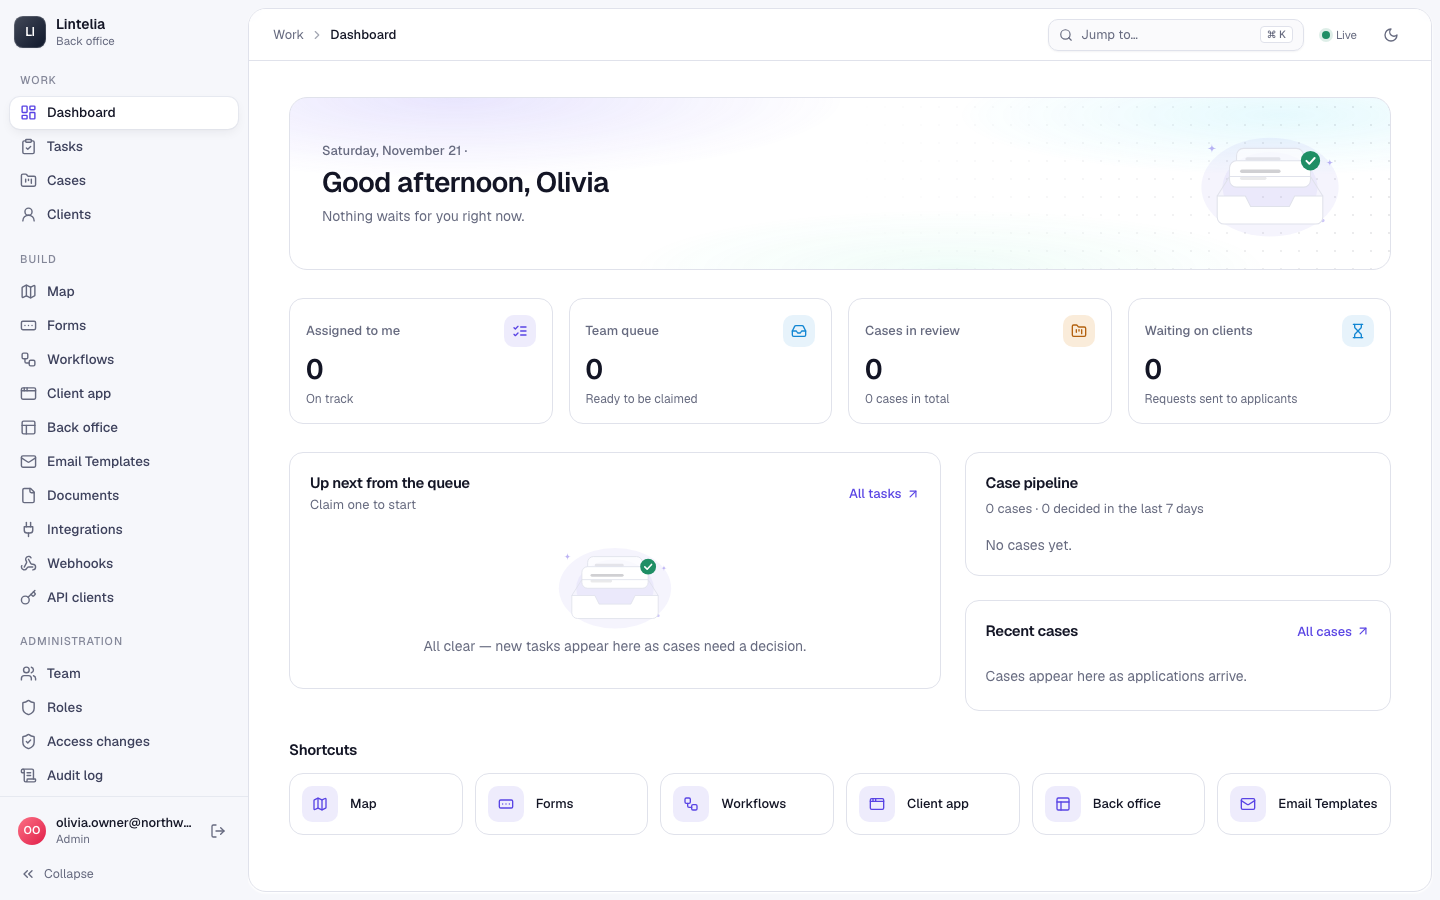 LI
Lintelia
Back office
WORK
Dashboard
Tasks
Cases
Clients
BUILD
Map
Forms
Workflows
Client app
Back office
Email Templates
Documents
Integrations
Webhooks
API clients
ADMINISTRATION
Team
Roles
Access changes
Audit log
OO
olivia.owner@northw...
Admin
Collapse
Work > Dashboard
Jump to... ⌘ K
Live
Saturday, November 21 ·
Good afternoon, Olivia
Nothing waits for you right now.
Assigned to me
0
On track
Team queue
0
Ready to be claimed
Cases in review
0
0 cases in total
Waiting on clients
0
Requests sent to applicants
Up next from the queue
Claim one to start
All tasks
All clear — new tasks appear here as cases need a decision.
Case pipeline
0 cases · 0 decided in the last 7 days
No cases yet.
Recent cases
All cases
Cases appear here as applications arrive.
Shortcuts
Map
Forms
Workflows
Client app
Back office
Email Templates